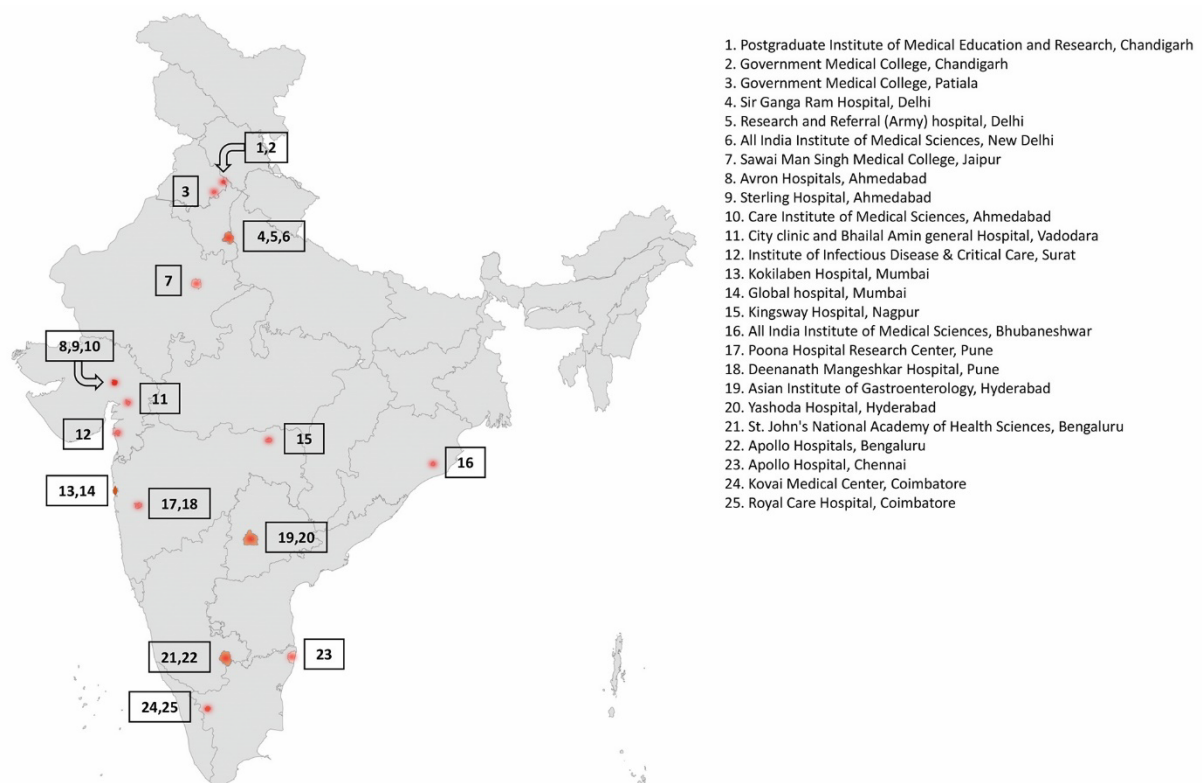 1,2
3
4,5,6
7
8,9,10
11
12
15
16
13,14
17,18
19,20
21,22
23
24,25
1. Postgraduate Institute of Medical Education and Research, Chandigarh
2. Government Medical College, Chandigarh
3. Government Medical College, Patiala
4. Sir Ganga Ram Hospital, Delhi
5. Research and Referral (Army) hospital, Delhi
6. All India Institute of Medical Sciences, New Delhi
7. Sawai Man Singh Medical College, Jaipur
8. Avron Hospitals, Ahmedabad
9. Sterling Hospital, Ahmedabad
10. Care Institute of Medical Sciences, Ahmedabad
11. City clinic and Bhailal Amin general Hospital, Vadodara
12. Institute of Infectious Disease & Critical Care, Surat
13. Kokilaben Hospital, Mumbai
14. Global hospital, Mumbai
15. Kingsway Hospital, Nagpur
16. All India Institute of Medical Sciences, Bhubaneshwar
17. Poona Hospital Research Center, Pune
18. Deenanath Mangeshkar Hospital, Pune
19. Asian Institute of Gastroenterology, Hyderabad
20. Yashoda Hospital, Hyderabad
21. St. John's National Academy of Health Sciences, Bengaluru
22. Apollo Hospitals, Bengaluru
23. Apollo Hospital, Chennai
24. Kovai Medical Center, Coimbatore
25. Royal Care Hospital, Coimbatore